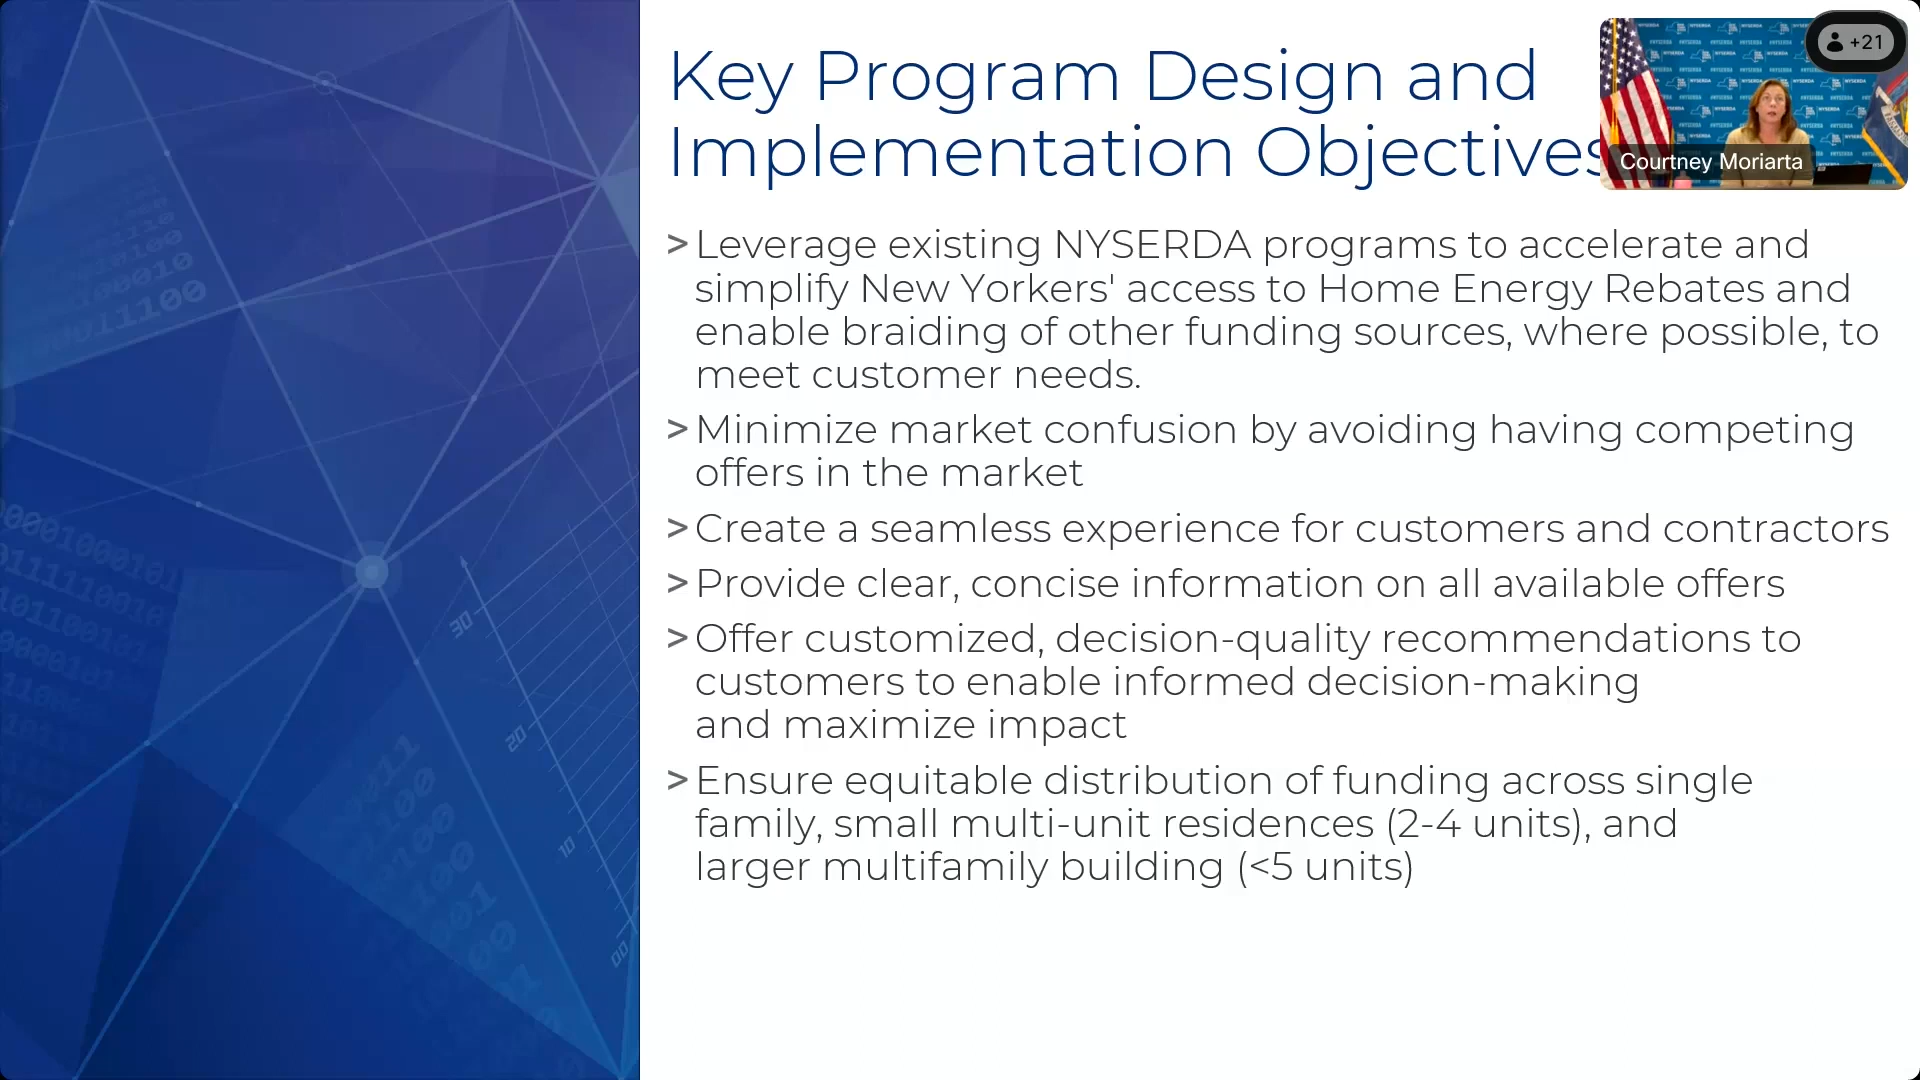 Key Program Design and
Implementation Objectives
+21
Courtney Moriarta
> Leverage existing NYSERDA programs to accelerate and
simplify New Yorkers' access to Home Energy Rebates and
enable braiding of other funding sources, where possible, to
meet customer needs.
> Minimize market confusion by avoiding having competing
offers in the market
> Create a seamless experience for customers and contractors
> Provide clear, concise information on all available offers
> Offer customized, decision-quality recommendations to
customers to enable informed decision-making
and maximize impact
> Ensure equitable distribution of funding across single
family, small multi-unit residences (2-4 units), and
larger multifamily building (<5 units)
30
20
10
00